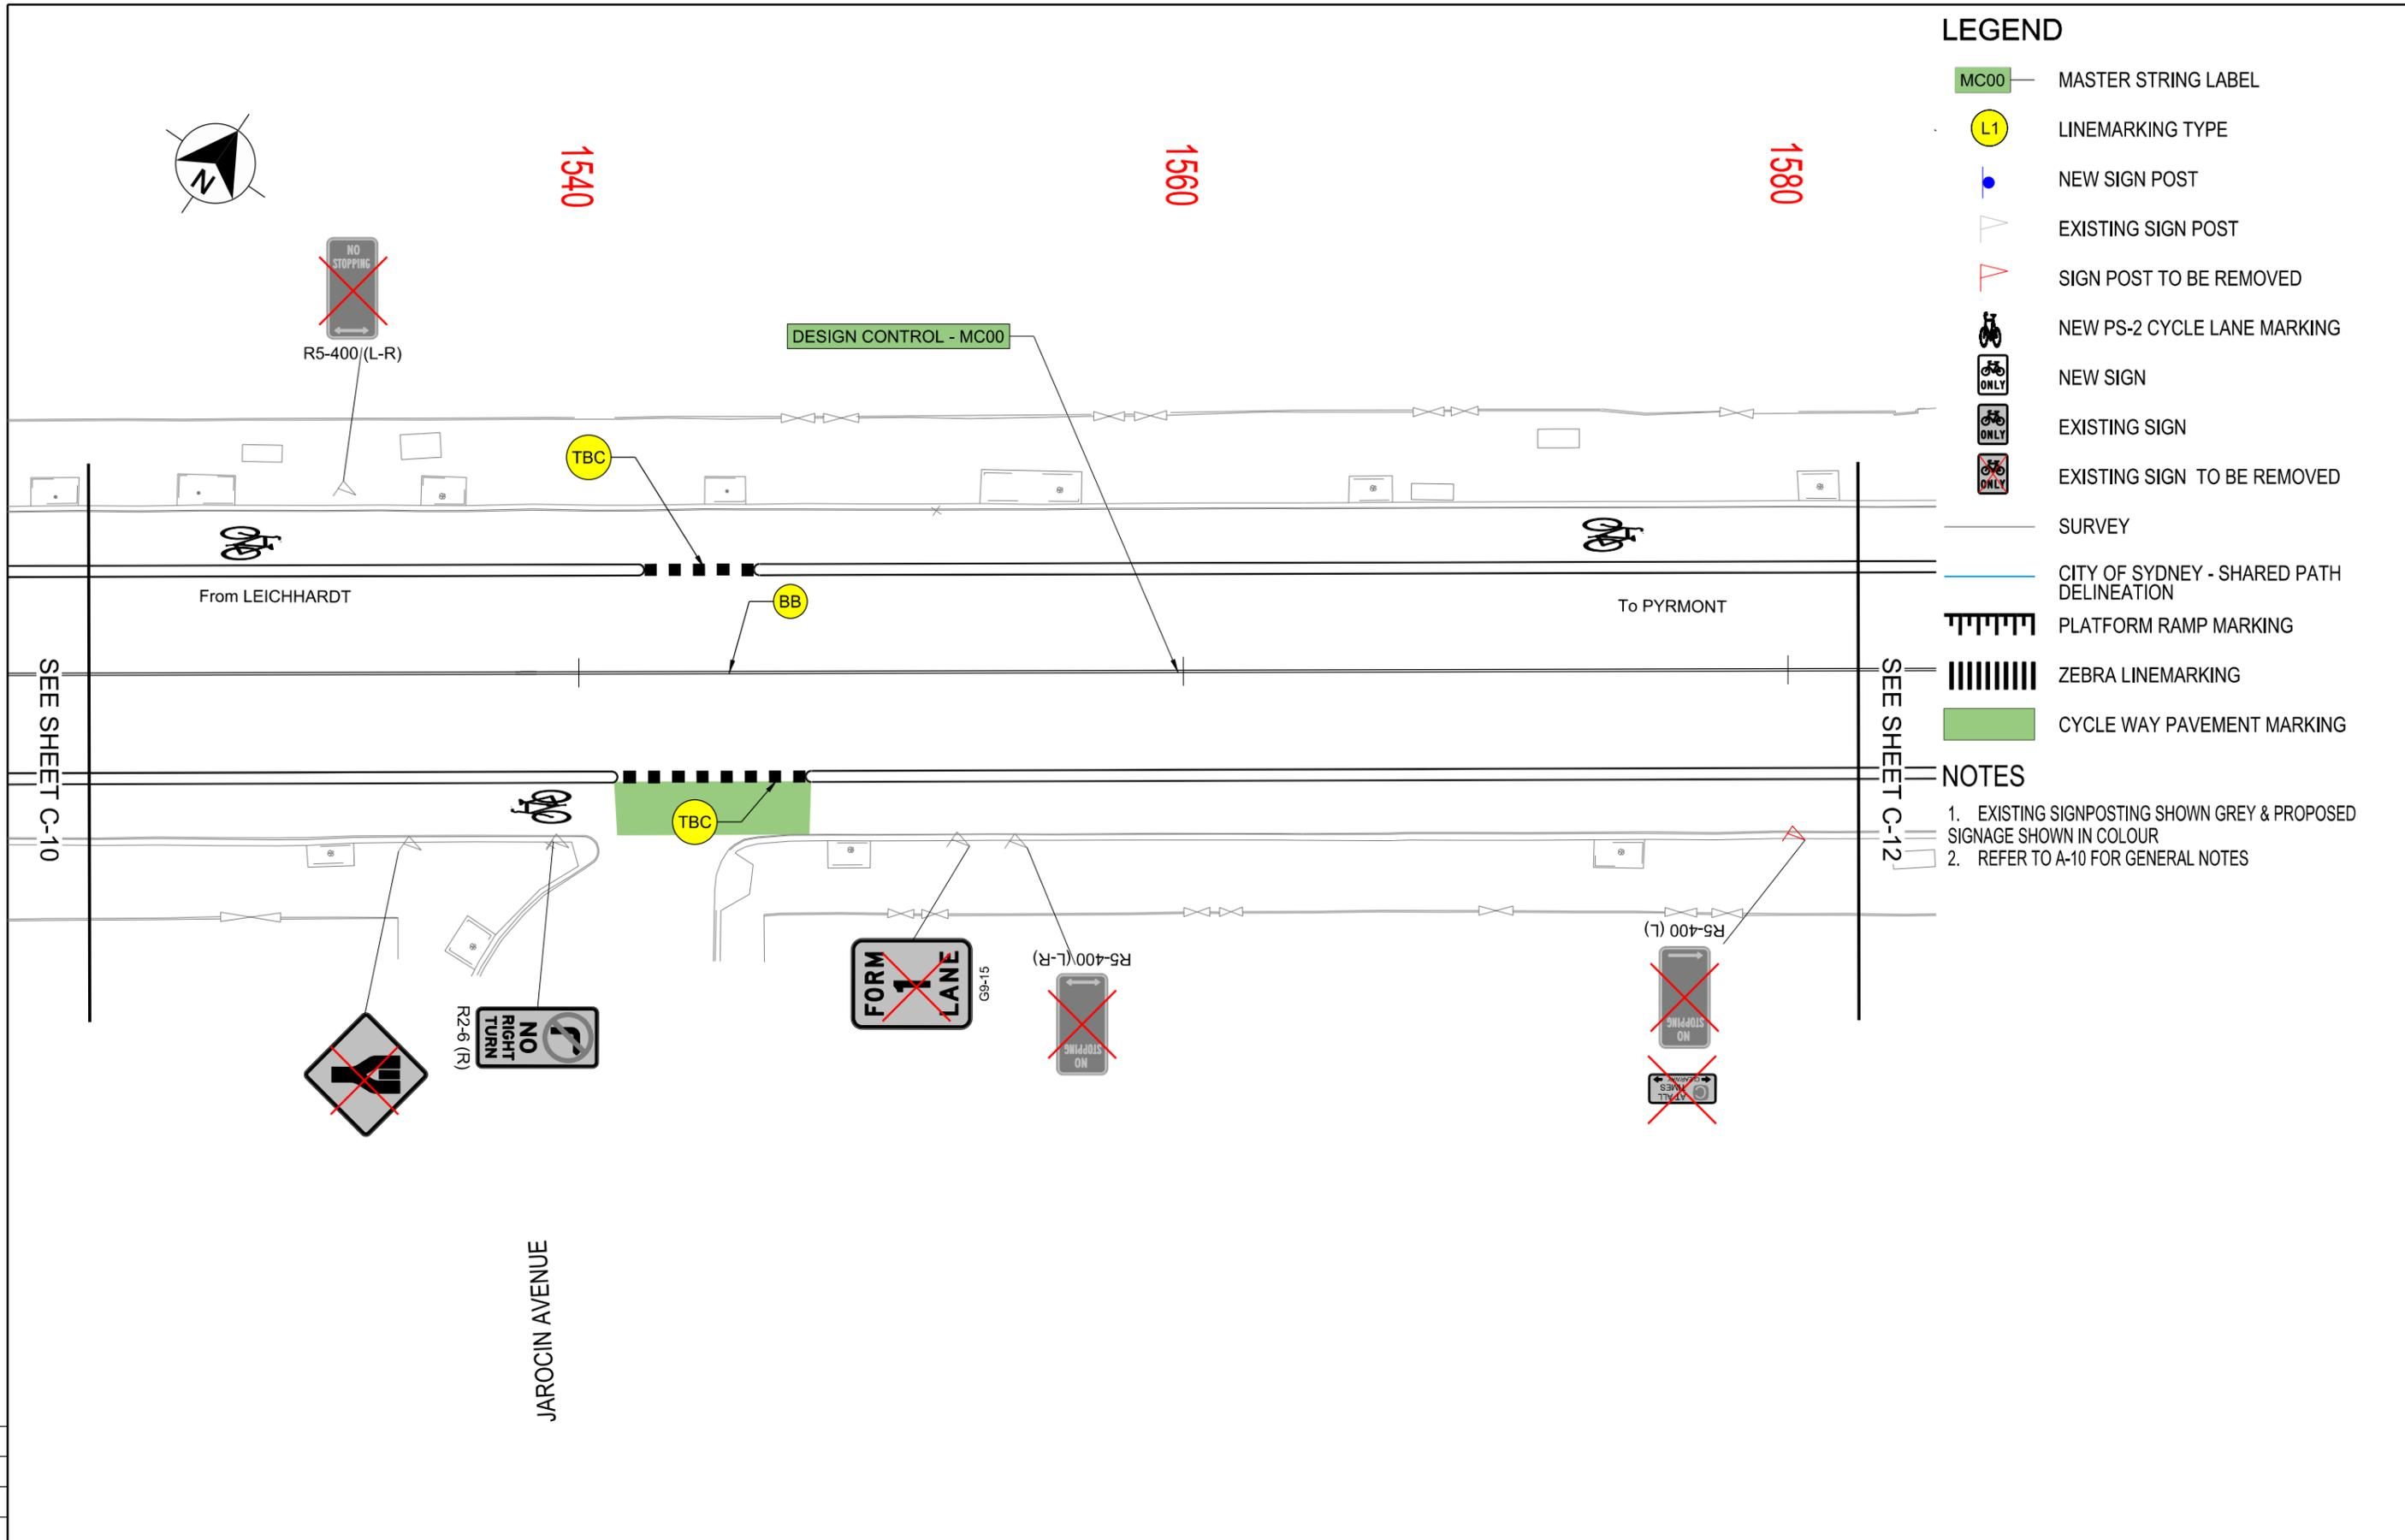 N
1540
1560
1580
NO
STOPPING
R5-400 (L-R)
DESIGN CONTROL - MC00
TBC
From LEICHHARDT
BB
To PYRMONT
SEE SHEET C-10
SEE SHEET C-12
TBC
R2-6 (R)
NO
RIGHT
TURN
FORM
1
LANE
G9-15
R5-400 (L-R)
NO
STOPPING
R5-400 (L)
NO
STOPPING
AT ALL
TIMES
CLEARWAY
JAROCIN AVENUE
LEGEND
MC00 MASTER STRING LABEL
L1 LINEMARKING TYPE
NEW SIGN POST
EXISTING SIGN POST
SIGN POST TO BE REMOVED
NEW PS-2 CYCLE LANE MARKING
ONLY NEW SIGN
ONLY EXISTING SIGN
ONLY EXISTING SIGN TO BE REMOVED
SURVEY
CITY OF SYDNEY - SHARED PATH
DELINEATION
PLATFORM RAMP MARKING
ZEBRA LINEMARKING
CYCLE WAY PAVEMENT MARKING
NOTES
1. EXISTING SIGNPOSTING SHOWN GREY & PROPOSED
SIGNAGE SHOWN IN COLOUR
2. REFER TO A-10 FOR GENERAL NOTES